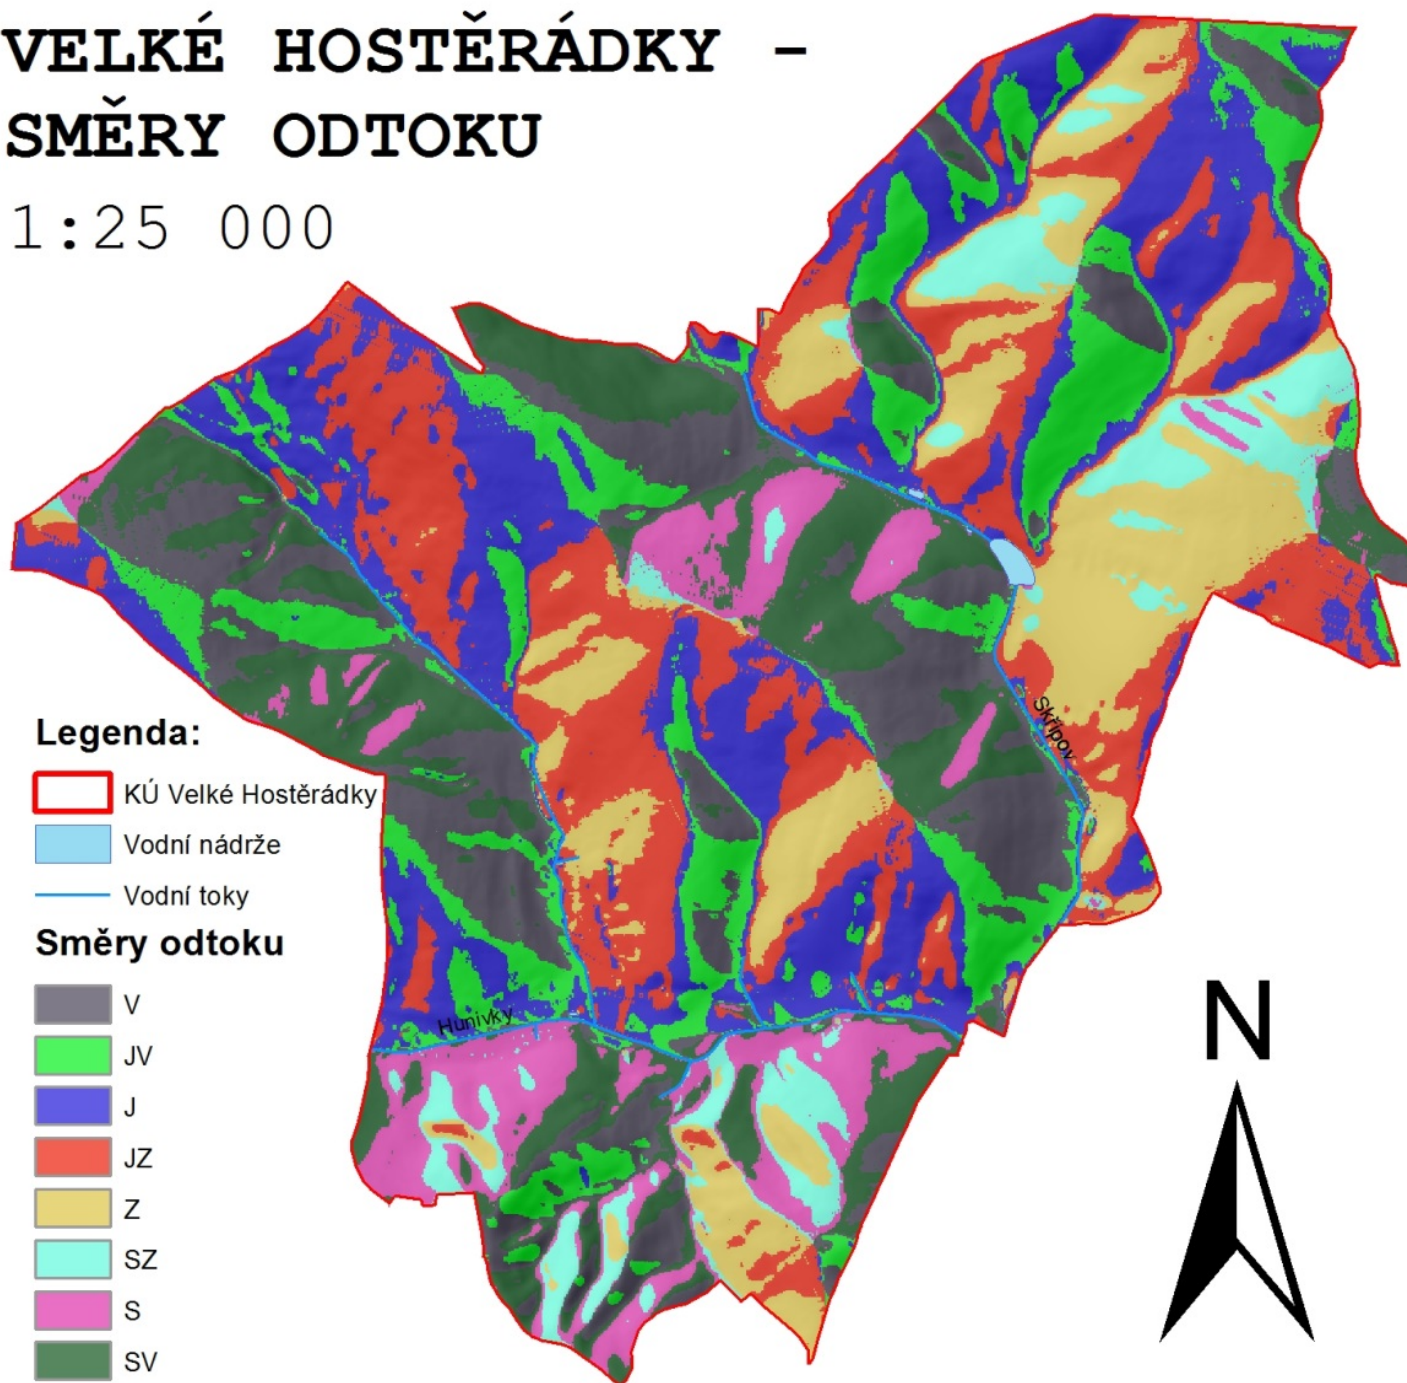 VELKÉ HOSTĚRÁDKY -
SMĚRY ODTOKU
1:25 000
Skřipov
Legenda:
KÚ Velké Hostěrádky
Vodní nádrže
Vodní toky
Směry odtoku
V
JV
J
JZ
Z
SZ
S
SV
Hunivky
N